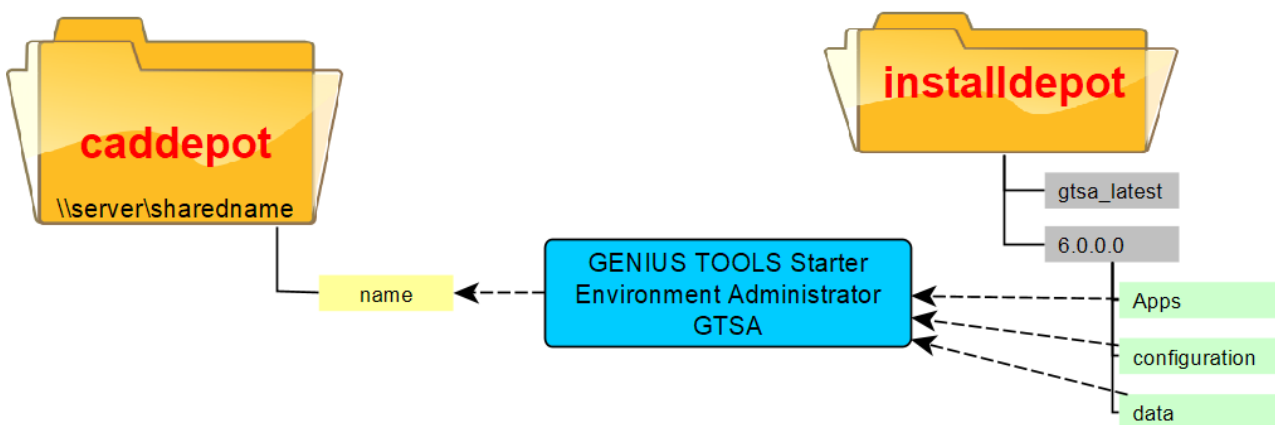 caddepot
\\server\sharedname
name
GENIUS TOOLS Starter
Environment Administrator
GTSA
installdepot
gtsa_latest
6.0.0.0
Apps
configuration
data